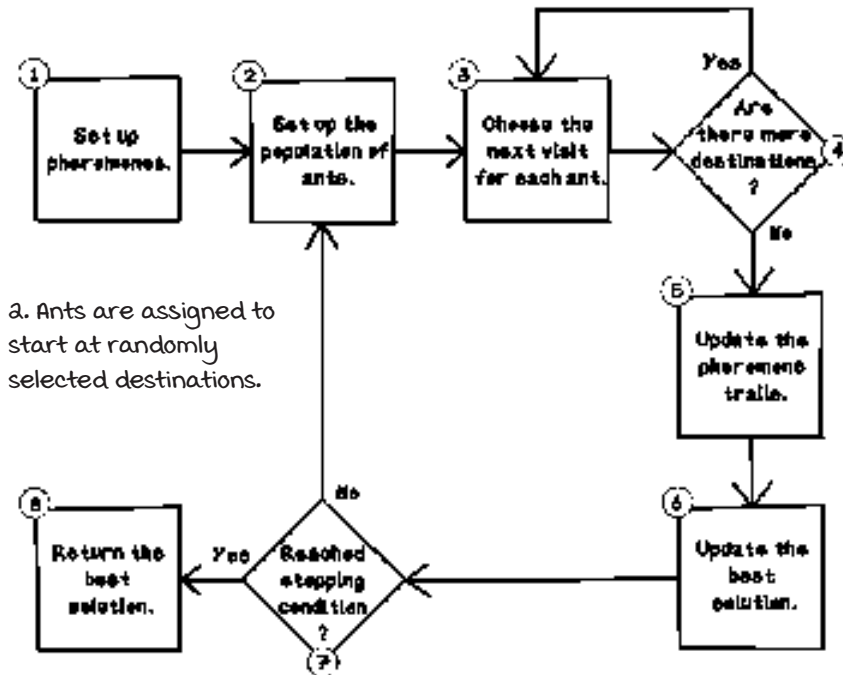 1
Set up
pheromones.
2
Set up the
population of
ants.
3
Choose the
next visit
for each ant.
Yes
Are
there more
destinations
?
4
No
5
Update the
pheromone
trails.
2. Ants are assigned to
start at randomly
selected destinations.
6
Update the
best
solution.
No
Reached
stopping
condition
?
7
Yes
8
Return the
best
solution.